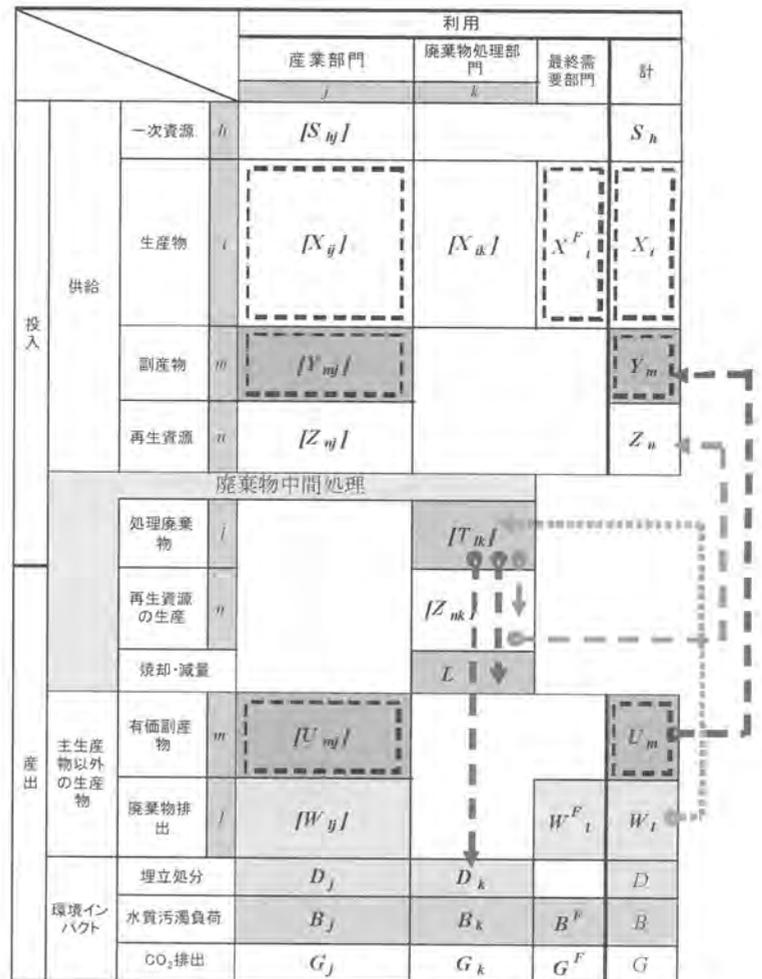 利用
産業部門
廃棄物処理部
門
最終需
要部門
計
j
k
投入
供給
一次資源
h
[S hj]
S h
生産物
i
[X ij]
[X ik]
X F i
X i
副産物
m
[Y mj]
Y m
再生資源
n
[Z nj]
Z n
廃棄物中間処理
処理廃棄
物
l
[T lk]
再生資源
の生産
n
[Z nk]
焼却・減量
L
産出
主生産
物以外
の生産
物
有価副産
物
m
[U mj]
U m
廃棄物排
出
l
[W lj]
W F l
W l
環境イン
パクト
埋立処分
D j
D k
D
水質汚濁負荷
B j
B k
B F
B
CO₂排出
G j
G k
G F
G